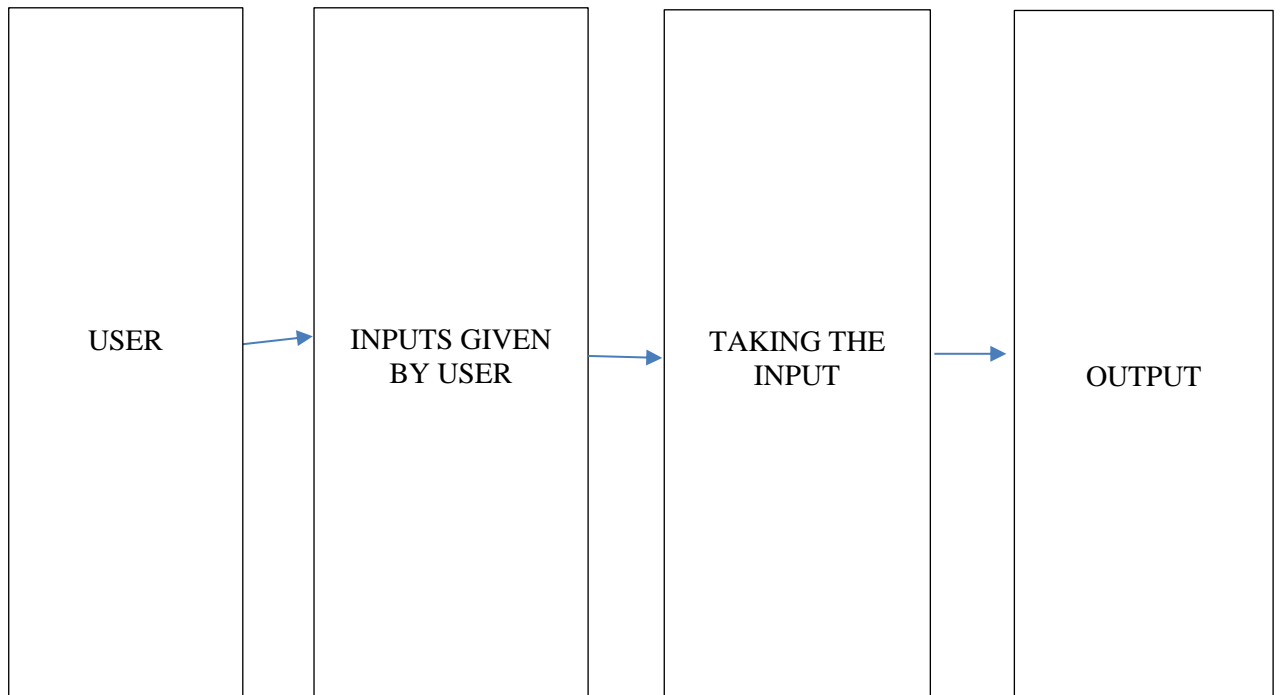 USER
INPUTS GIVEN
BY USER
TAKING THE
INPUT
OUTPUT